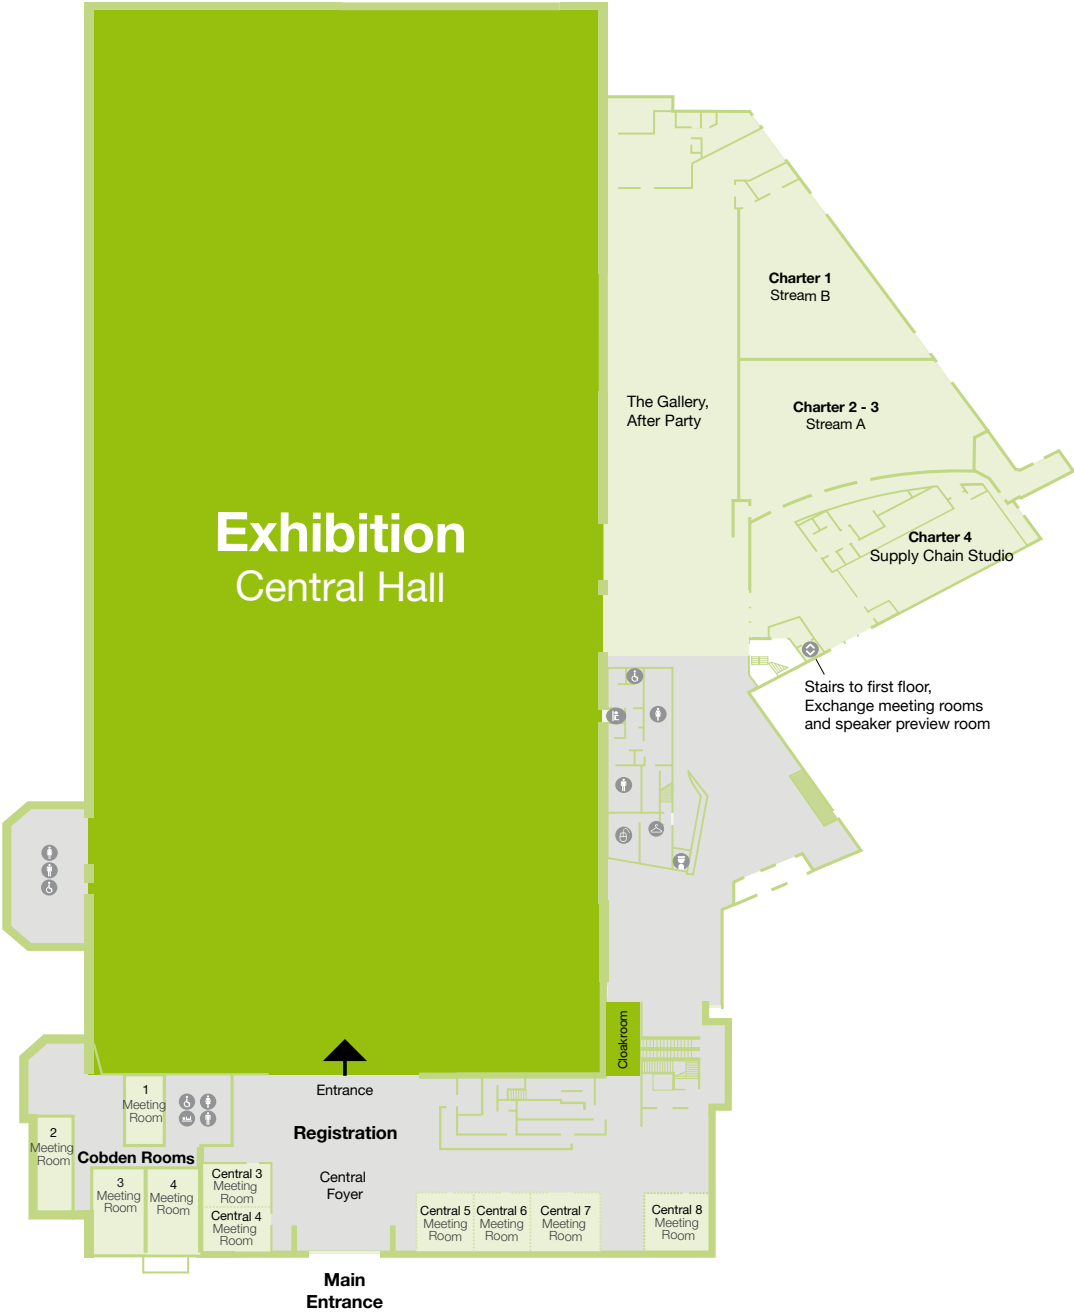 Charter 1
Stream B
The Gallery,
After Party
Charter 2 - 3
Stream A
Exhibition
Central Hall
Charter 4
Supply Chain Studio
Stairs to first floor,
Exchange meeting rooms
and speaker preview room
Cloakroom
Entrance
1
Meeting
Room
Registration
2
Meeting
Room
Cobden Rooms
3
Meeting
Room
4
Meeting
Room
Central 3
Meeting
Room
Central 4
Meeting
Room
Central
Foyer
Central 5
Meeting
Room
Central 6
Meeting
Room
Central 7
Meeting
Room
Central 8
Meeting
Room
Main
Entrance